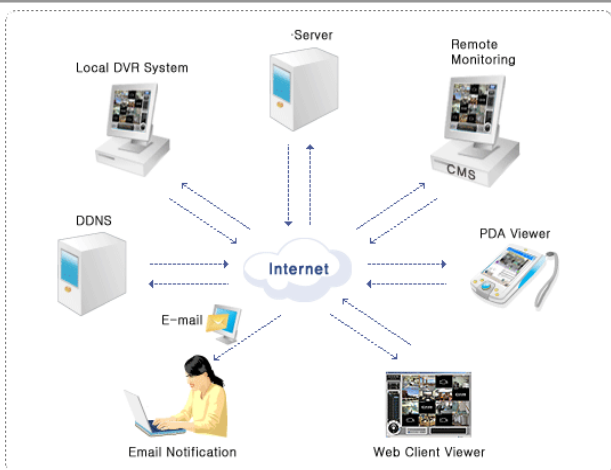 ·Server
Remote
Monitoring
Local DVR System
CMS
DDNS
PDA Viewer
Internet
E-mail
Email Notification
Web Client Viewer